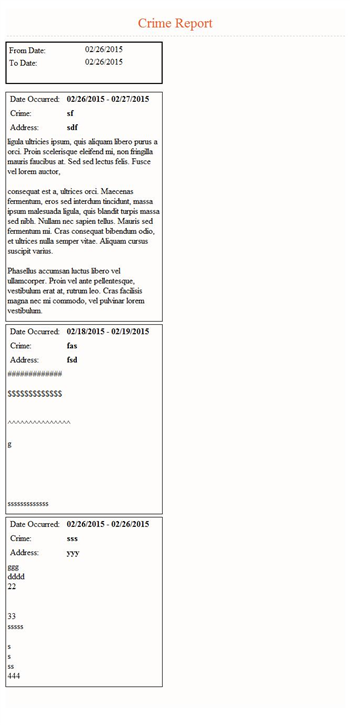 Crime Report
From Date: 02/26/2015
To Date: 02/26/2015
Date Occurred: 02/26/2015 - 02/27/2015
Crime: sf
Address: sdf
ligula ultricies ipsum, quis aliquam libero purus a
orci. Proin scelerisque eleifend mi, non fringilla
mauris faucibus at. Sed sed lectus felis. Fusce
vel lorem auctor,
consequat est a, ultrices orci. Maecenas
fermentum, eros sed interdum tincidunt, massa
ipsum malesuada ligula, quis blandit turpis massa
sed nibh. Nullam nec sapien tellus. Mauris sed
fermentum mi. Cras consequat bibendum odio,
et ultrices nulla semper vitae. Aliquam cursus
suscipit varius.
Phasellus accumsan luctus libero vel
ullamcorper. Proin vel ante pellentesque,
vestibulum erat at, rutrum leo. Cras facilisis
magna nec mi commodo, vel pulvinar lorem
vestibulum.
Date Occurred: 02/18/2015 - 02/19/2015
Crime: fas
Address: fsd
#############
$$$$$$$$$$$$$
^^^^^^^^^^^^^^^
g
sssssssssssss
Date Occurred: 02/26/2015 - 02/26/2015
Crime: sss
Address: yyy
ggg
dddd
22
33
sssss
s
s
ss
444